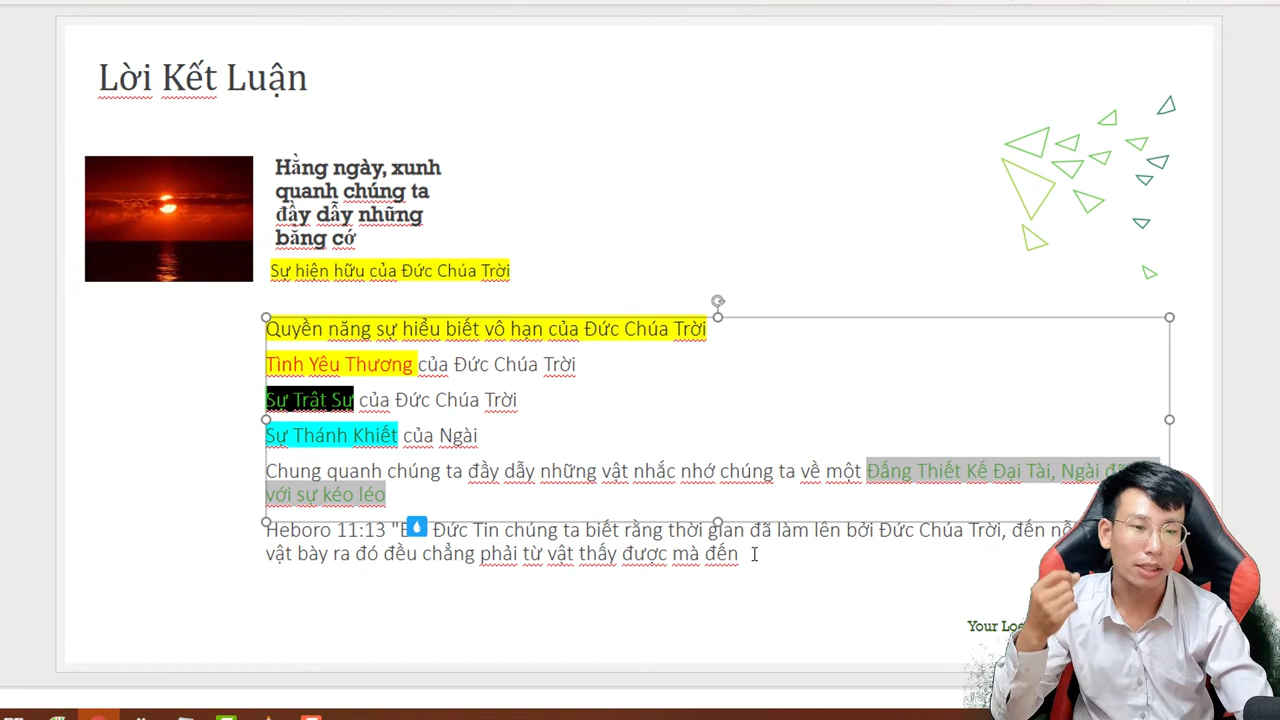 Lời Kết Luận
Hằng ngày, xunh
quanh chúng ta
đầy dẫy những
băng cớ
Sự hiện hữu của Đức Chúa Trời
Quyền năng sự hiểu biết vô hạn của Đức Chúa Trời
Tình Yêu Thương của Đức Chúa Trời
Sự Trât Sự của Đức Chúa Trời
Sự Thánh Khiết của Ngài
Chung quanh chúng ta đầy dẫy những vật nhắc nhớ chúng ta về một Đấng Thiết Kế Đại Tài, Ngài
với sự kéo léo
Heboro 11:13 " Đức Tin chúng ta biết rằng thời gian đã làm lên bởi Đức Chúa Trời, đến
vật bày ra đó đều chẳng phải từ vật thấy được mà đến
Your